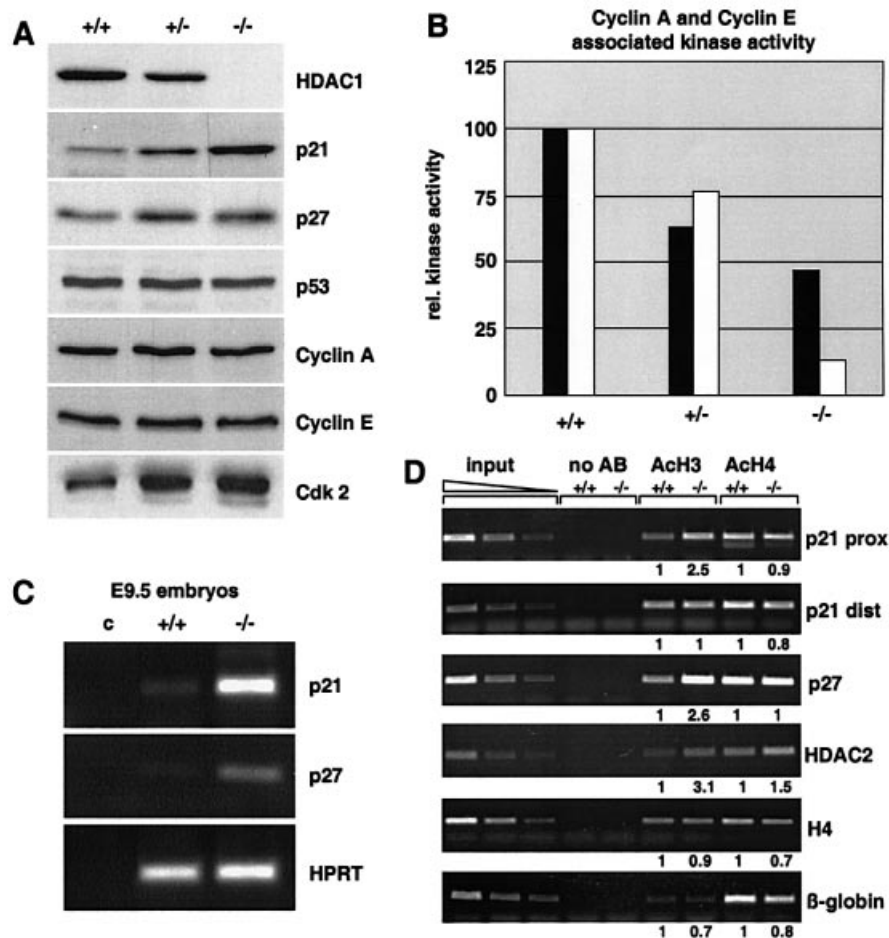 A
+/+ +/- -/-
HDAC1
p21
p27
p53
Cyclin A
Cyclin E
Cdk 2
B
Cyclin A and Cyclin E
associated kinase activity
rel. kinase activity
125
100
75
50
25
0
+/+ +/- -/-
C
E9.5 embryos
c +/+ -/-
p21
p27
HPRT
D
input no AB AcH3 AcH4
+/+ -/- +/+ -/- +/+ -/-
p21 prox
1 2.5 1 0.9
p21 dist
1 1 1 0.8
p27
1 2.6 1 1
HDAC2
1 3.1 1 1.5
H4
1 0.9 1 0.7
ß-globin
1 0.7 1 0.8